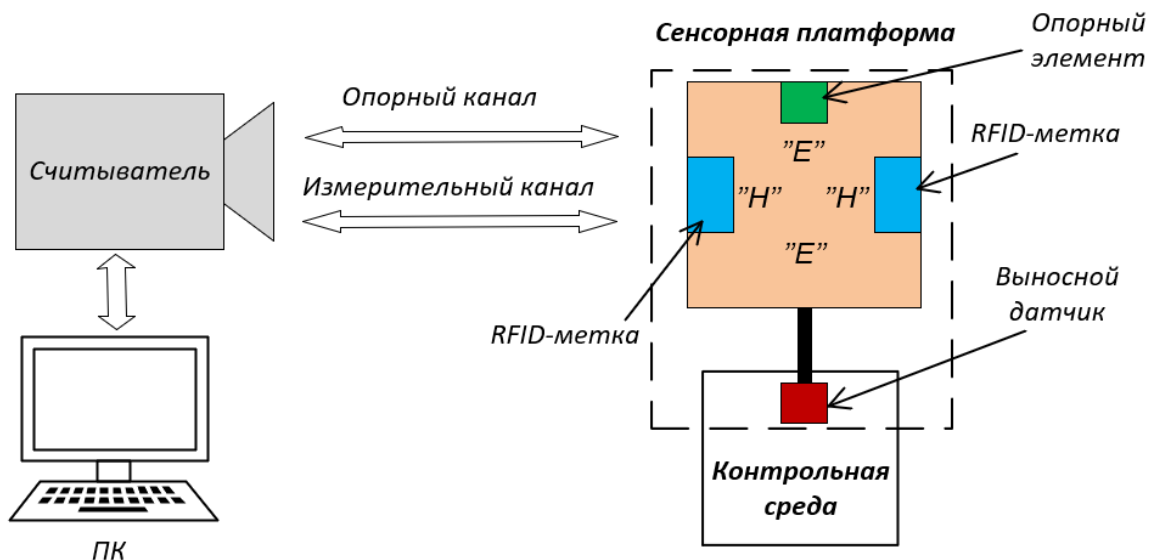 Сенсорная платформа
Опорный
элемент
Опорный канал
Считыватель
Измерительный канал
RFID-метка
"E"
"H" "H"
"E"
RFID-метка
Выносной
датчик
Контрольная
среда
ПК